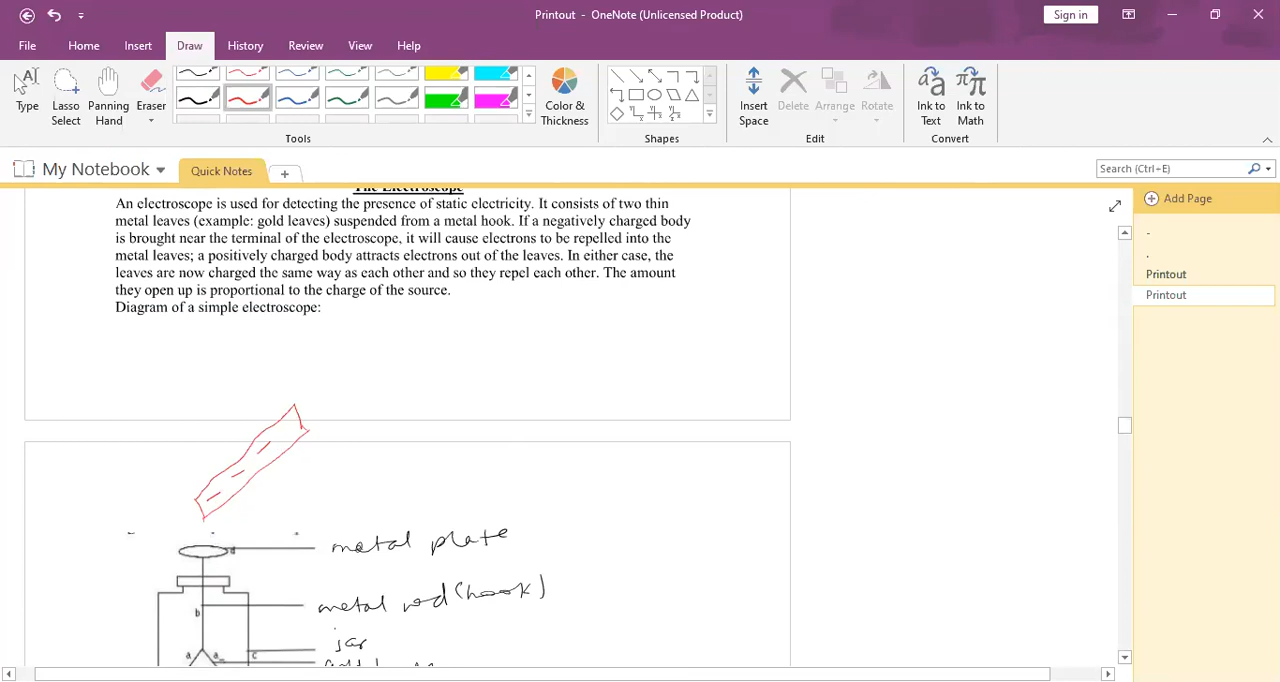 Printout - OneNote (Unlicensed Product)
Sign in
File Home Insert Draw History Review View Help
Type
Lasso Select
Panning Hand
Eraser
Color & Thickness
Insert Space
Delete
Arrange
Rotate
Ink to Text
Ink to Math
Tools
Shapes
Edit
Convert
My Notebook
Quick Notes
Search (Ctrl+E)
Add Page
-
.
Printout
Printout
The Electroscope
An electroscope is used for detecting the presence of static electricity. It consists of two thin
metal leaves (example: gold leaves) suspended from a metal hook. If a negatively charged body
is brought near the terminal of the electroscope, it will cause electrons to be repelled into the
metal leaves; a positively charged body attracts electrons out of the leaves. In either case, the
leaves are now charged the same way as each other and so they repel each other. The amount
they open up is proportional to the charge of the source.
Diagram of a simple electroscope:
d
metal plate
b
metal rod (hook)
jar
a a c